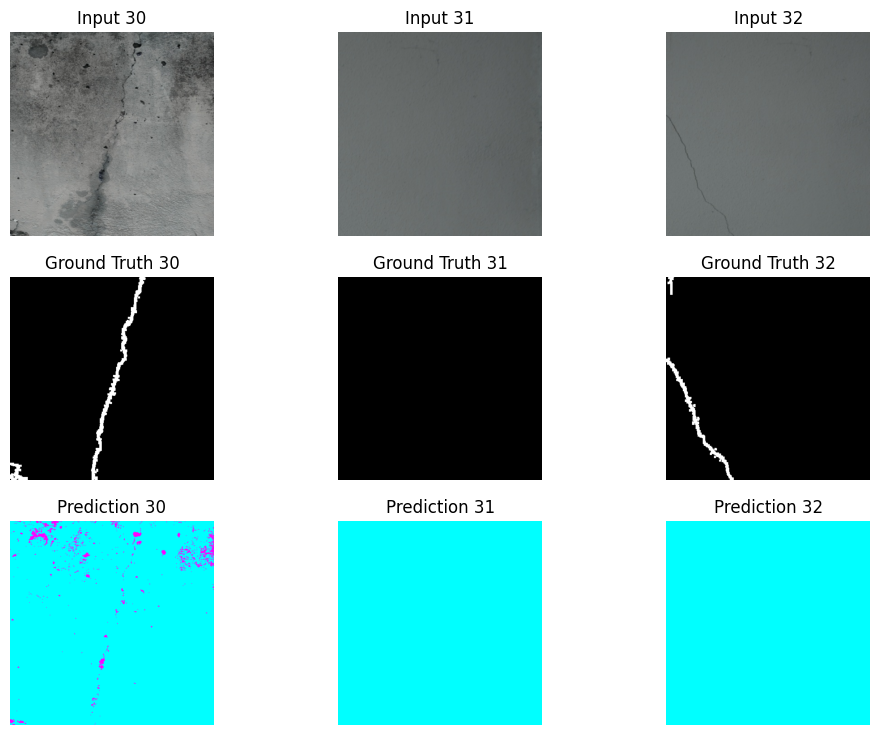 Input 30
Input 31
Input 32
Ground Truth 30
Ground Truth 31
Ground Truth 32
Prediction 30
Prediction 31
Prediction 32